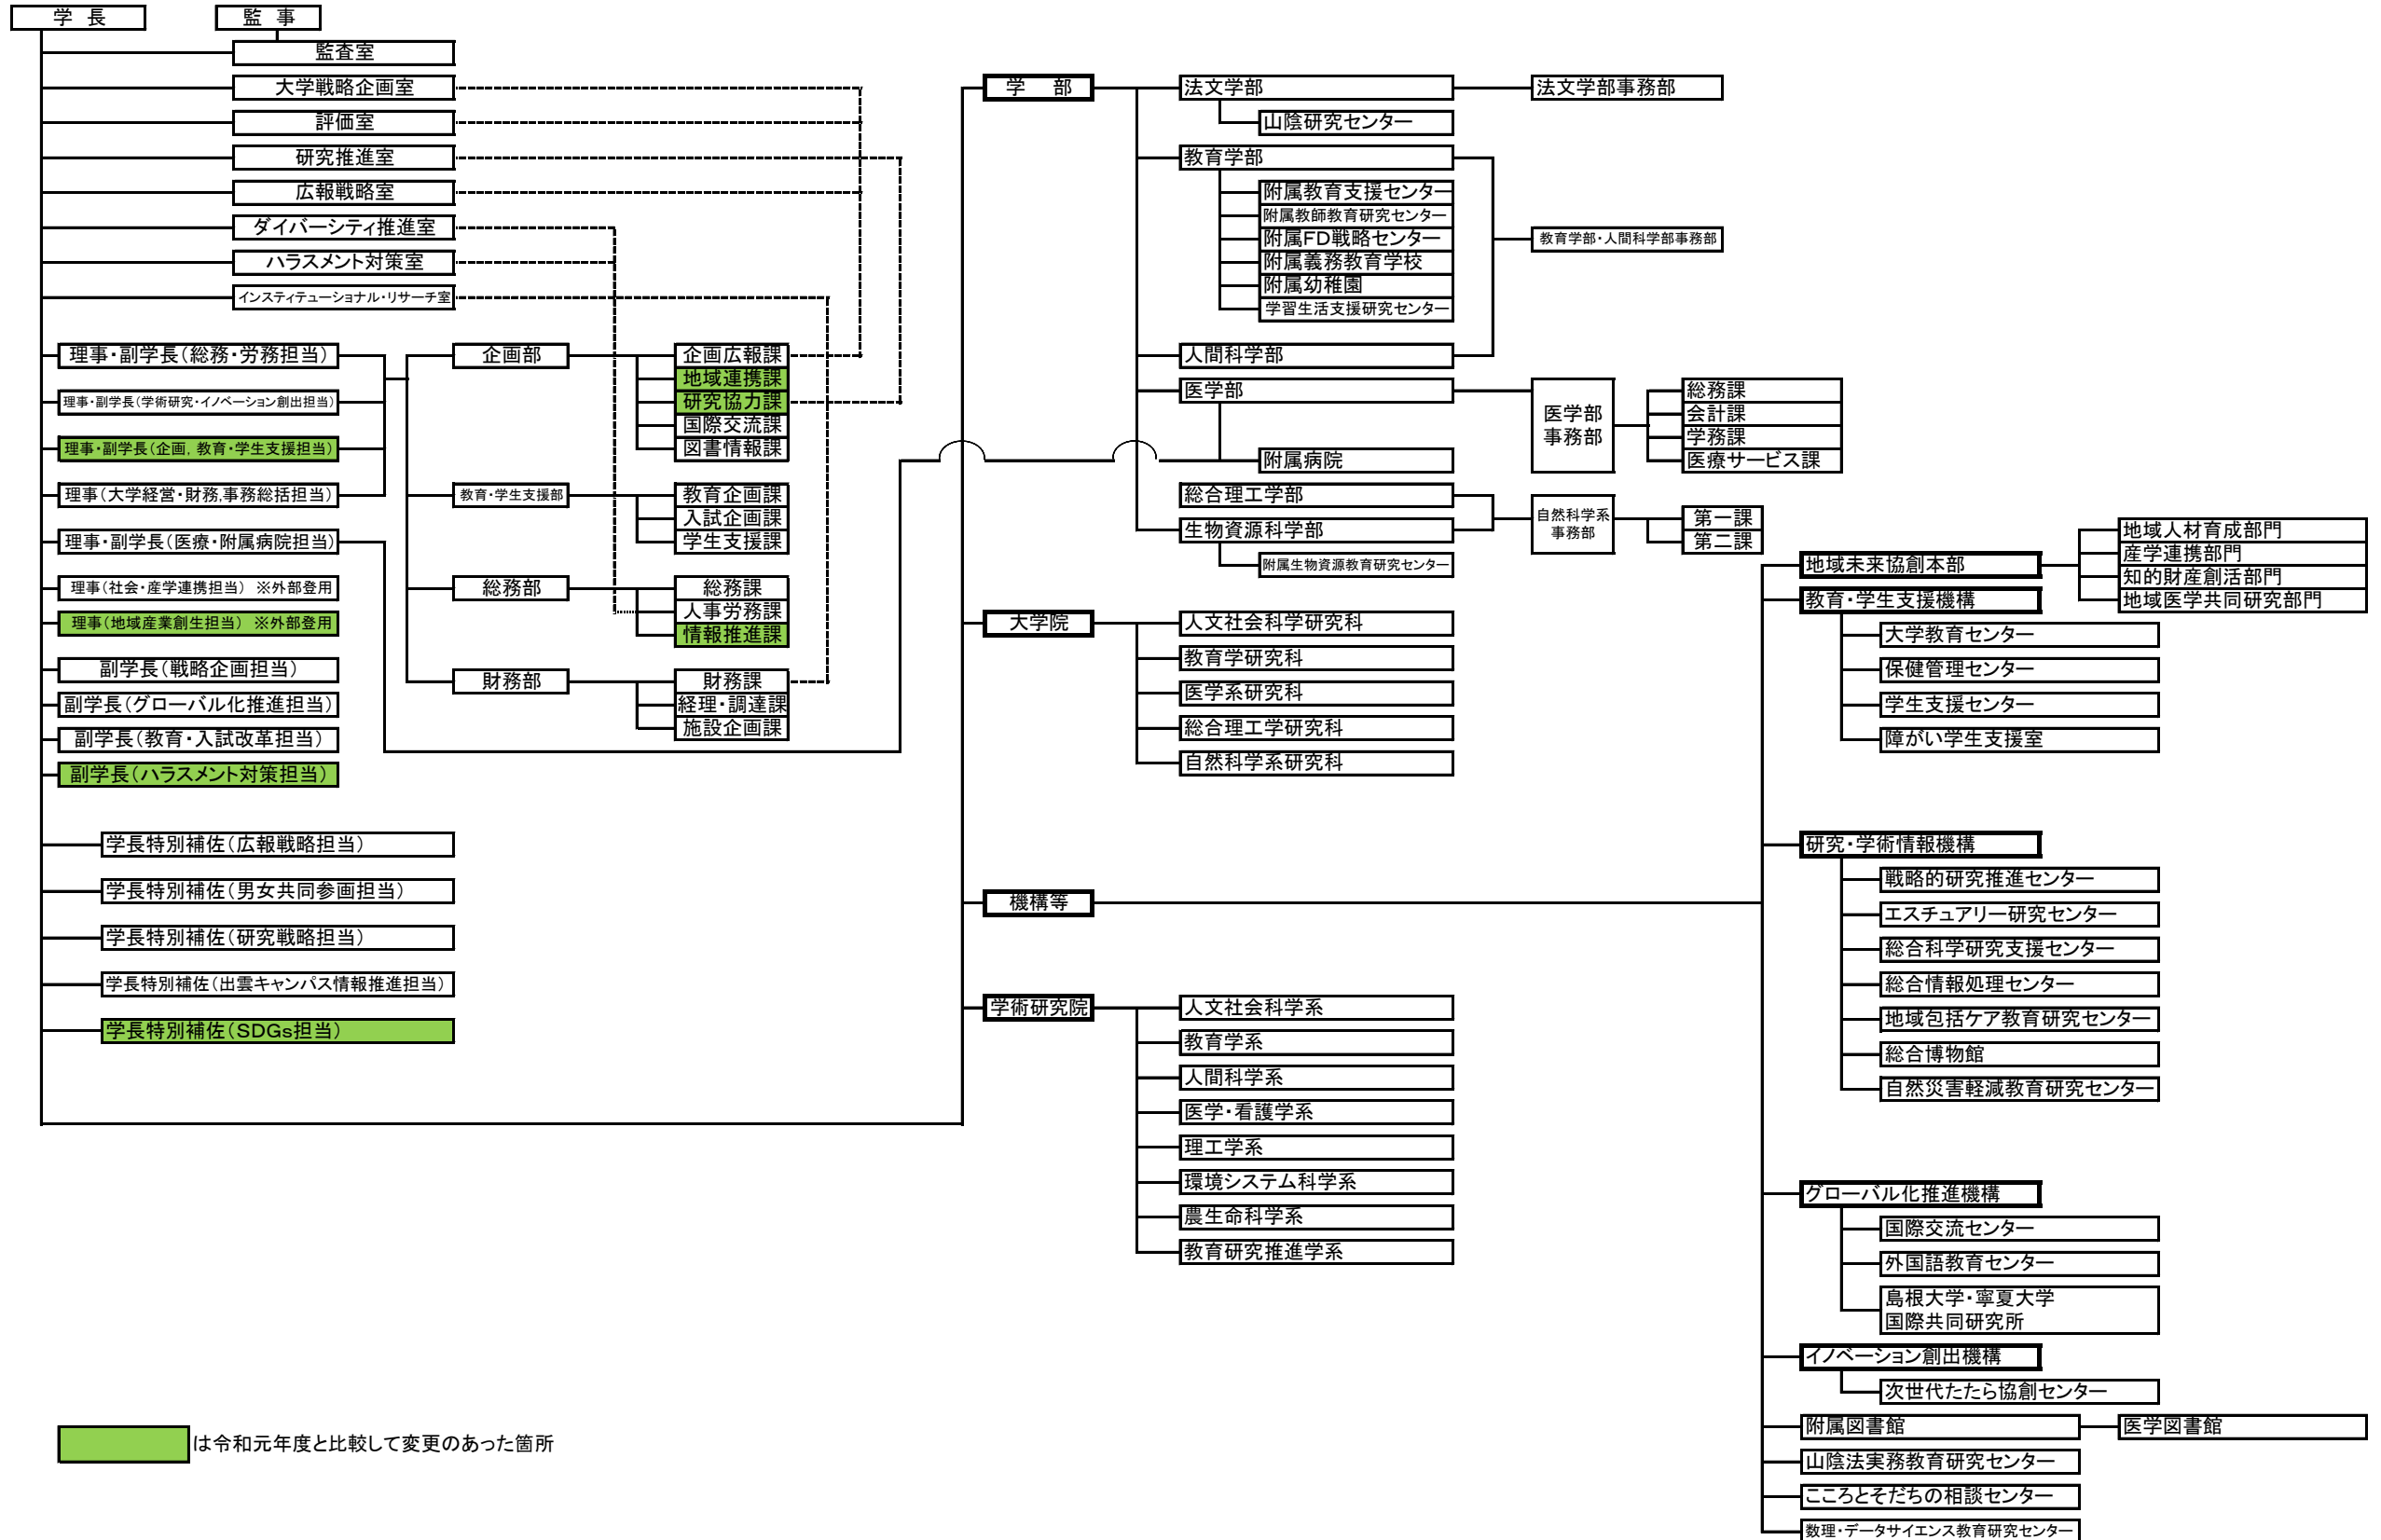 学 長
監 事
監査室
大学戦略企画室
評価室
研究推進室
広報戦略室
ダイバーシティ推進室
ハラスメント対策室
インスティテューショナル・リサーチ室
理事・副学長(総務・労務担当)
理事・副学長(学術研究・イノベーション創出担当)
理事・副学長(企画, 教育・学生支援担当)
理事(大学経営・財務,事務総括担当)
理事・副学長(医療・附属病院担当)
理事(社会・産学連携担当) ※外部登用
理事(地域産業創生担当) ※外部登用
副学長(戦略企画担当)
副学長(グローバル化推進担当)
副学長(教育・入試改革担当)
副学長(ハラスメント対策担当)
学長特別補佐(広報戦略担当)
学長特別補佐(男女共同参画担当)
学長特別補佐(研究戦略担当)
学長特別補佐(出雲キャンパス情報推進担当)
学長特別補佐(SDGs担当)
企画部
企画広報課
地域連携課
研究協力課
国際交流課
図書情報課
教育・学生支援部
教育企画課
入試企画課
学生支援課
総務部
総務課
人事労務課
情報推進課
財務部
財務課
経理・調達課
施設企画課
学 部
法文学部
法文学部事務部
山陰研究センター
教育学部
附属教育支援センター
附属教師教育研究センター
附属FD戦略センター
附属義務教育学校
附属幼稚園
学習生活支援研究センター
教育学部・人間科学部事務部
人間科学部
医学部
附属病院
医学部
事務部
総務課
会計課
学務課
医療サービス課
総合理工学部
生物資源科学部
附属生物資源教育研究センター
自然科学系
事務部
第一課
第二課
大学院
人文社会科学研究科
教育学研究科
医学系研究科
総合理工学研究科
自然科学系研究科
機構等
学術研究院
人文社会科学系
教育学系
人間科学系
医学・看護学系
理工学系
環境システム科学系
農生命科学系
教育研究推進学系
地域未来協創本部
地域人材育成部門
産学連携部門
知的財産創活部門
地域医学共同研究部門
教育・学生支援機構
大学教育センター
保健管理センター
学生支援センター
障がい学生支援室
研究・学術情報機構
戦略的研究推進センター
エスチュアリー研究センター
総合科学研究支援センター
総合情報処理センター
地域包括ケア教育研究センター
総合博物館
自然災害軽減教育研究センター
グローバル化推進機構
国際交流センター
外国語教育センター
島根大学・寧夏大学
国際共同研究所
イノベーション創出機構
次世代たたら協創センター
附属図書館
医学図書館
山陰法実務教育研究センター
こころとそだちの相談センター
数理・データサイエンス教育研究センター
は令和元年度と比較して変更のあった箇所